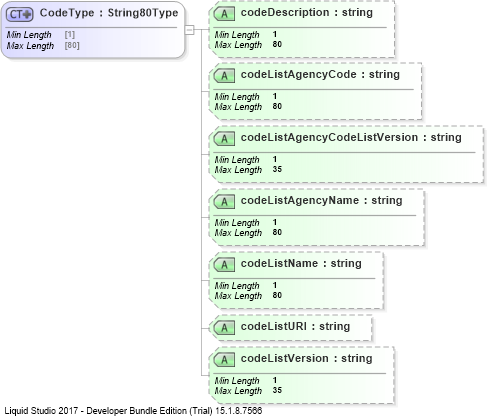 CT CodeType : String80Type
Min Length [1]
Max Length [80]
A codeDescription : string
Min Length 1
Max Length 80
A codeListAgencyCode : string
Min Length 1
Max Length 80
A codeListAgencyCodeListVersion : string
Min Length 1
Max Length 35
A codeListAgencyName : string
Min Length 1
Max Length 80
A codeListName : string
Min Length 1
Max Length 80
A codeListURI : string
A codeListVersion : string
Min Length 1
Max Length 35
Liquid Studio 2017 - Developer Bundle Edition (Trial) 15.1.8.7566